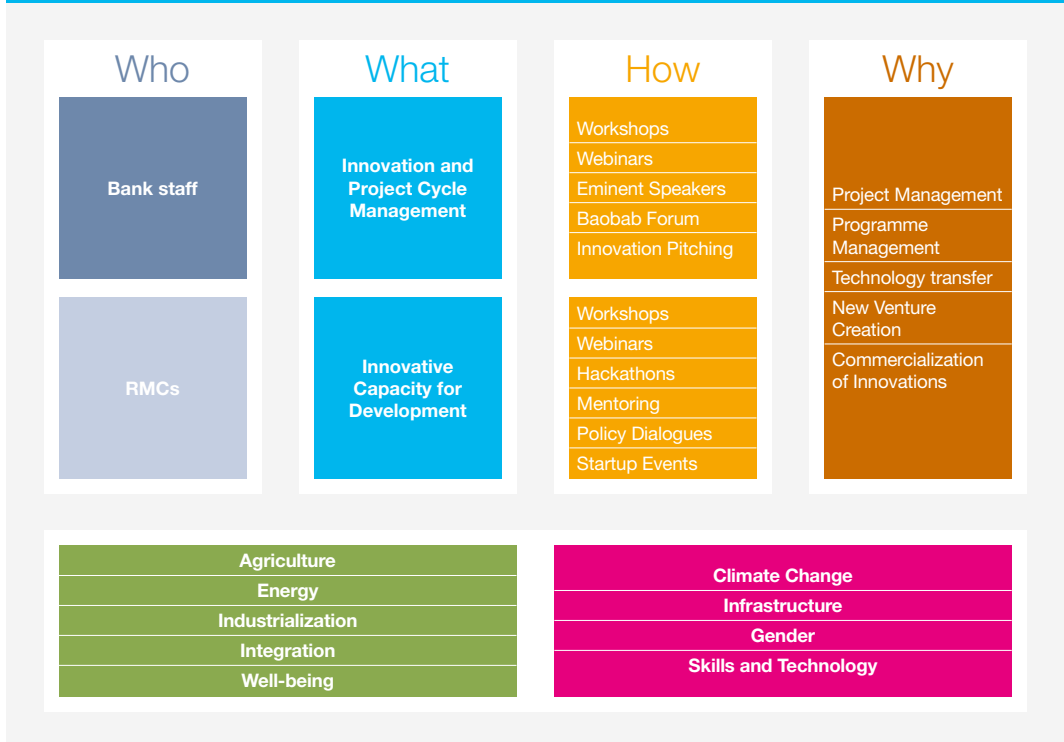 Who
Bank staff
RMCs
What
Innovation and
Project Cycle
Management
Innovative
Capacity for
Development
How
Workshops
Webinars
Eminent Speakers
Baobab Forum
Innovation Pitching
Workshops
Webinars
Hackathons
Mentoring
Policy Dialogues
Startup Events
Why
Project Management
Programme
Management
Technology transfer
New Venture
Creation
Commercialization
of Innovations
Agriculture
Energy
Industrialization
Integration
Well-being
Climate Change
Infrastructure
Gender
Skills and Technology